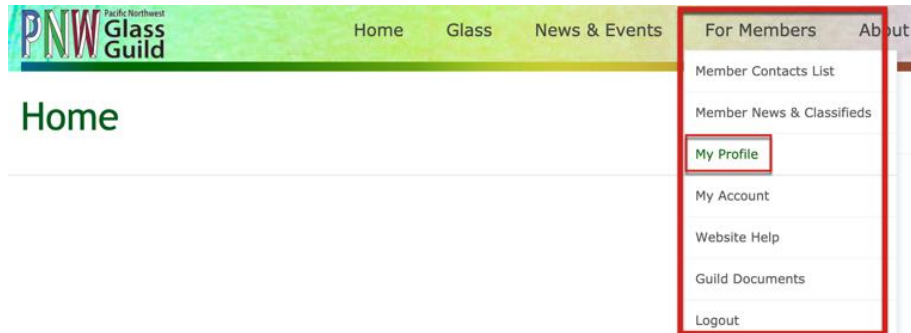 PNW Pacific Northwest Glass Guild
Home Glass News & Events For Members About
Member Contacts List
Home
Member News & Classifieds
My Profile
My Account
Website Help
Guild Documents
Logout